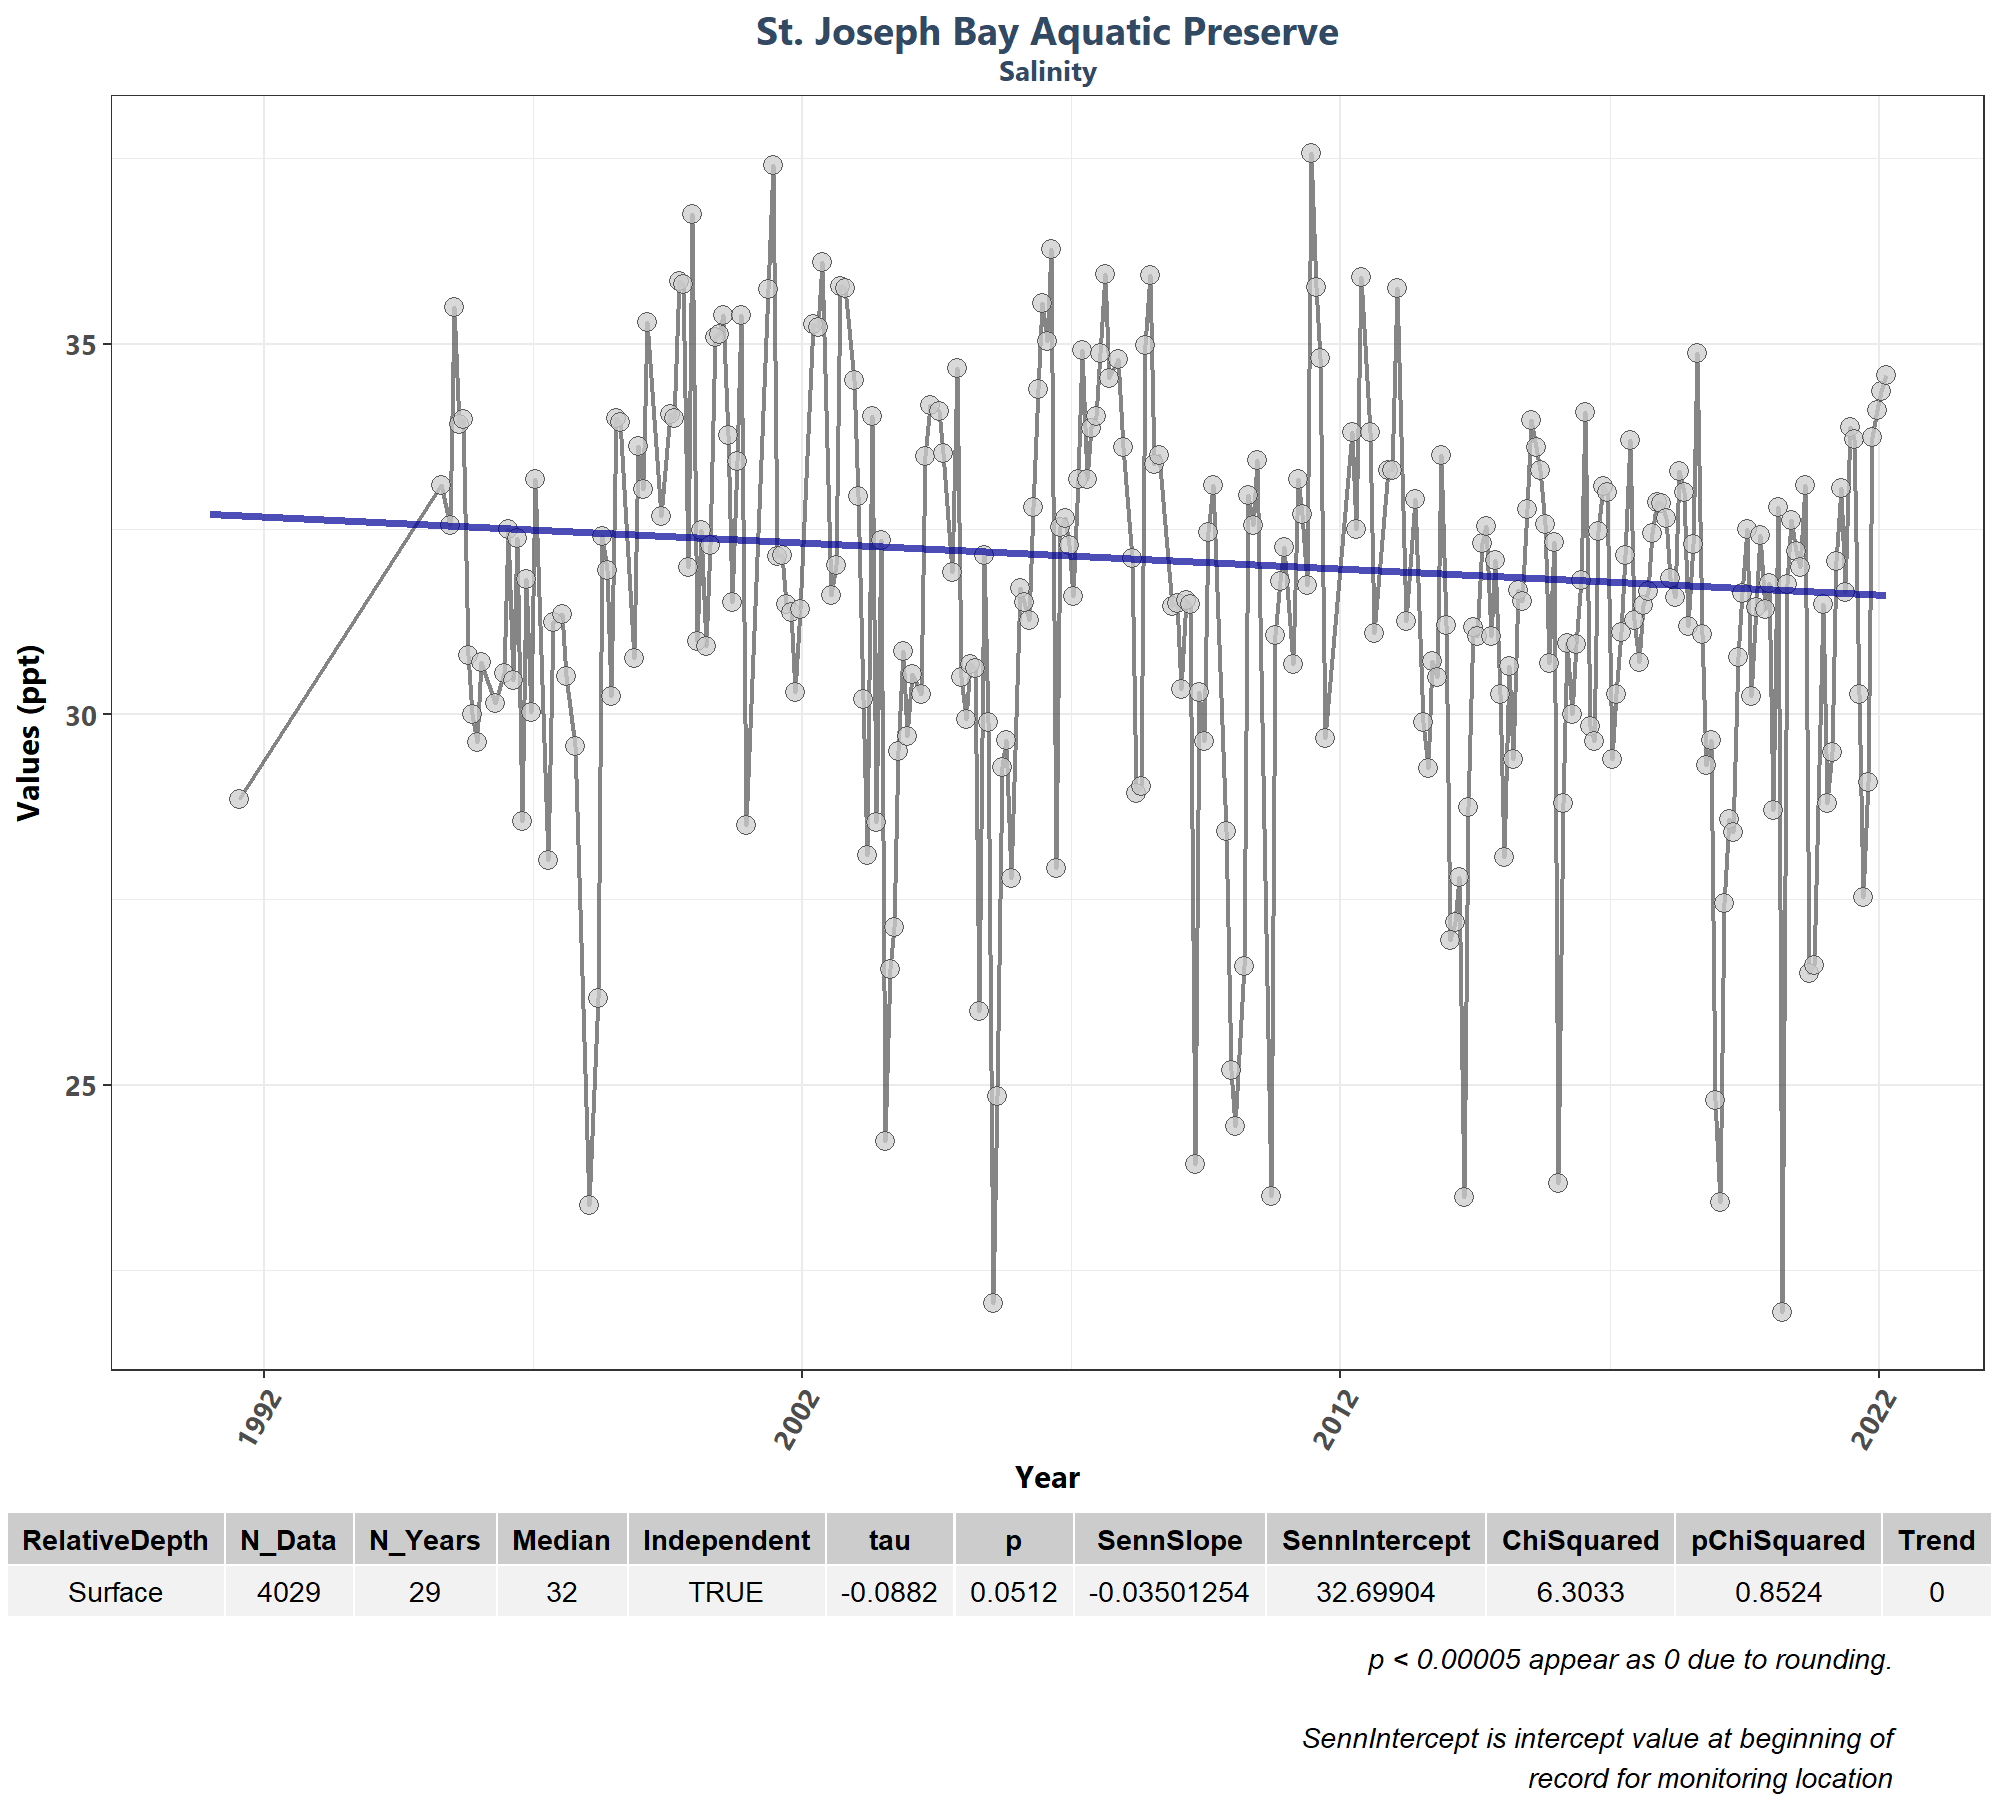 St. Joseph Bay Aquatic Preserve
Salinity
Values (ppt)
35
30
25
1992 2002 2012 2022
Year
RelativeDepth N_Data N_Years Median Independent tau p SennSlope SennIntercept ChiSquared pChiSquared Trend
Surface 4029 29 32 TRUE -0.0882 0.0512 -0.03501254 32.69904 6.3033 0.8524 0
p < 0.00005 appear as 0 due to rounding.
SennIntercept is intercept value at beginning of
record for monitoring location